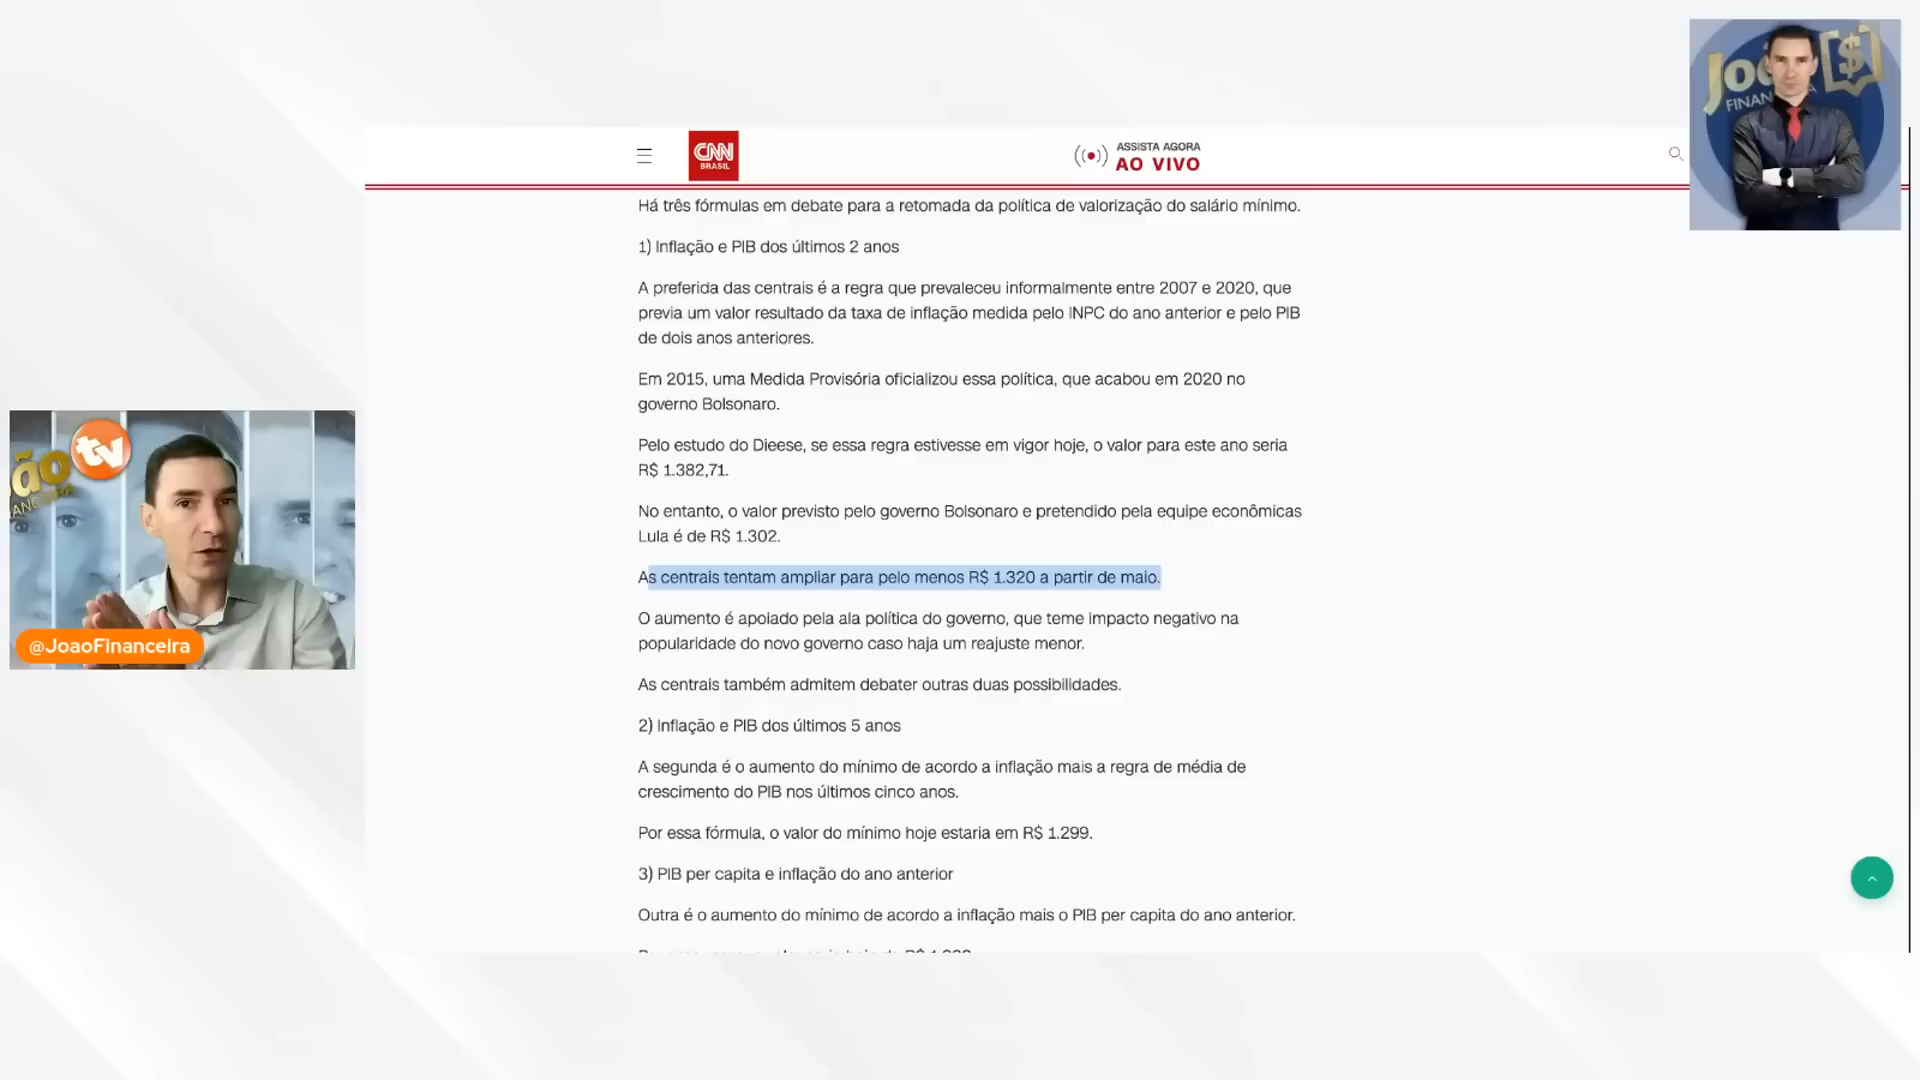 CNN
BRASIL
ASSISTA AGORA
AO VIVO
FINAN
Há três fórmulas em debate para a retomada da política de valorização do salário mínimo.
1) Inflação e PIB dos últimos 2 anos
A preferida das centrais é a regra que prevaleceu informalmente entre 2007 e 2020, que
previa um valor resultado da taxa de inflação medida pelo INPC do ano anterior e pelo PIB
de dois anos anteriores.
Em 2015, uma Medida Provisória oficializou essa política, que acabou em 2020 no
governo Bolsonaro.
Pelo estudo do Dieese, se essa regra estivesse em vigor hoje, o valor para este ano seria
R$ 1.382,71.
No entanto, o valor previsto pelo governo Bolsonaro e pretendido pela equipe econômicas
Lula é de R$ 1.302.
As centrais tentam ampliar para pelo menos R$ 1.320 a partir de maio.
O aumento é apoiado pela ala política do governo, que teme impacto negativo na
popularidade do novo governo caso haja um reajuste menor.
As centrais também admitem debater outras duas possibilidades.
2) Inflação e PIB dos últimos 5 anos
A segunda é o aumento do mínimo de acordo a inflação mais a regra de média de
crescimento do PIB nos últimos cinco anos.
Por essa fórmula, o valor do mínimo hoje estaria em R$ 1.299.
3) PIB per capita e inflação do ano anterior
Outra é o aumento do mínimo de acordo a inflação mais o PIB per capita do ano anterior.
tv
ão
@JoaoFinanceira